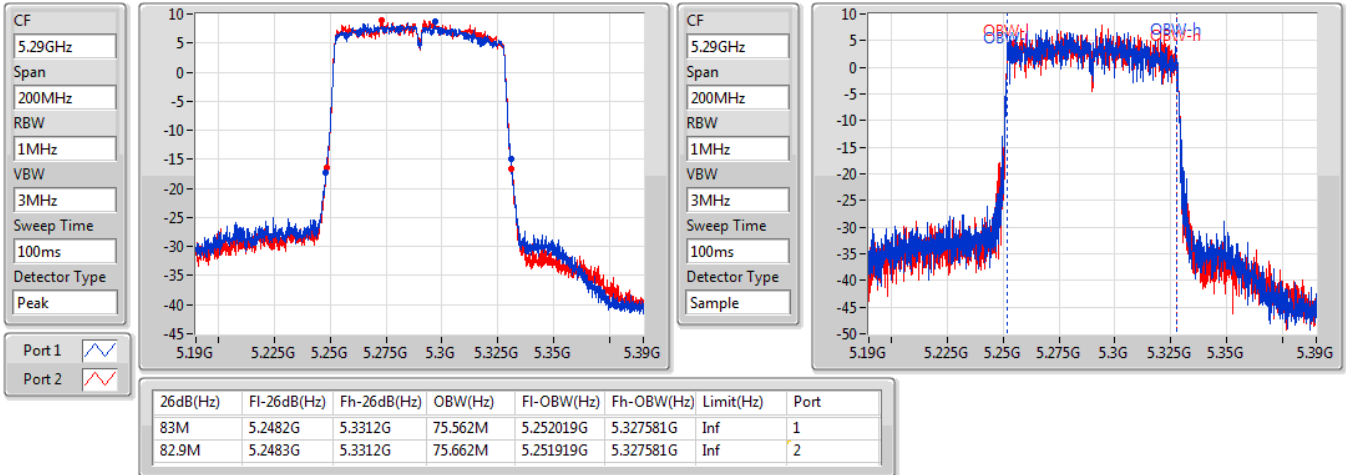 CF
5.29GHz
Span
200MHz
RBW
1MHz
VBW
3MHz
Sweep Time
100ms
Detector Type
Peak
Port 1
Port 2
10
5
0
-5
-10
-15
-20
-25
-30
-35
-40
-45
5.19G 5.225G 5.25G 5.275G 5.3G 5.325G 5.35G 5.39G
CF
5.29GHz
Span
200MHz
RBW
1MHz
VBW
3MHz
Sweep Time
100ms
Detector Type
Sample
10
5
0
-5
-10
-15
-20
-25
-30
-35
-40
-45
-50
OBW-l OBW-h
OBW-l OBW-h
5.19G 5.225G 5.25G 5.275G 5.3G 5.325G 5.35G 5.39G
26dB(Hz) Fl-26dB(Hz) Fh-26dB(Hz) OBW(Hz) Fl-OBW(Hz) Fh-OBW(Hz) Limit(Hz) Port
83M 5.2482G 5.3312G 75.562M 5.252019G 5.327581G Inf 1
82.9M 5.2483G 5.3312G 75.662M 5.251919G 5.327581G Inf 2